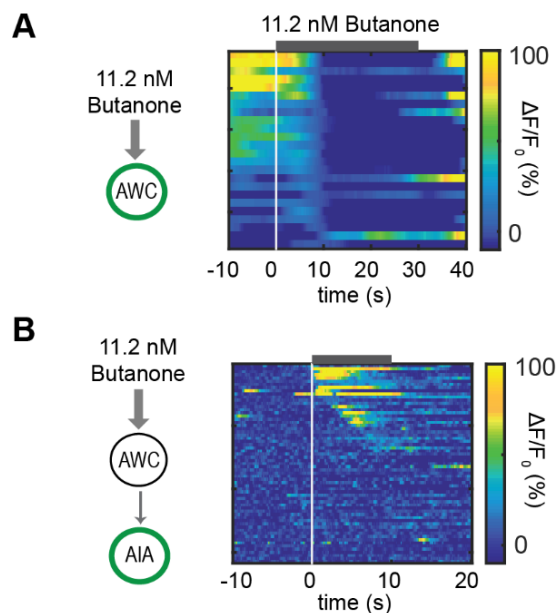 A
11.2 nM Butanone
11.2 nM
Butanone
AWC
100
0
ΔF/F0 (%)
-10 0 10 20 30 40
time (s)
B
11.2 nM
Butanone
AWC
AIA
100
0
ΔF/F0 (%)
-10 0 10 20
time (s)